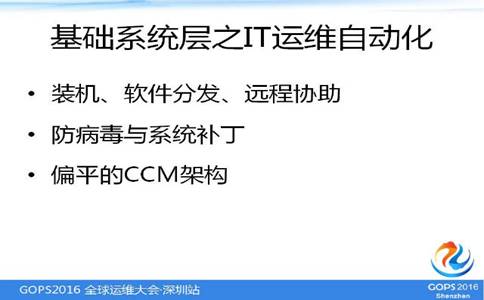 基础系统层之IT运维自动化
• 装机、软件分发、远程协助
• 防病毒与系统补丁
• 偏平的CCM架构
GOPS2016 全球运维大会·深圳站
GOPS2016
Shenzhen